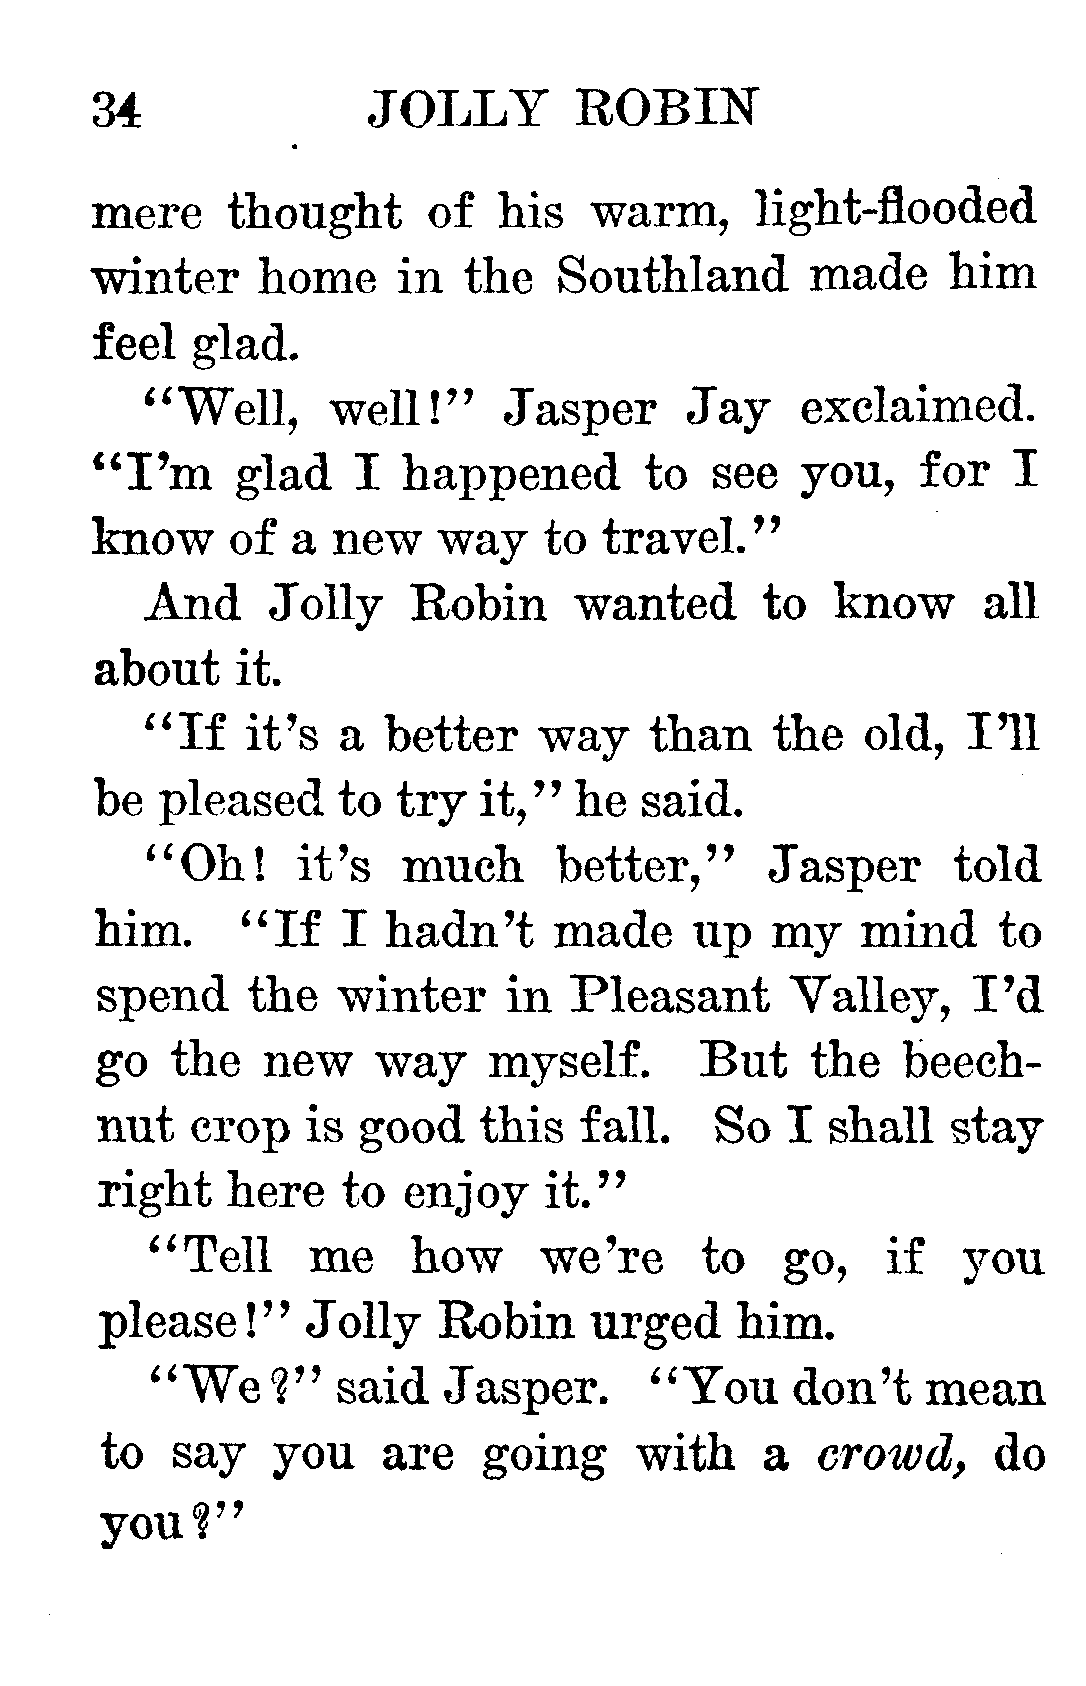 34 JOLLY ROBIN
mere thought of his warm, light-flooded
winter home in the Southland made him
feel glad.
“Well, well!” Jasper Jay exclaimed.
“I’m glad I happened to see you, for I
know of a new way to travel.”
And Jolly Robin wanted to know all
about it.
“If it’s a better way than the old, I’ll
be pleased to try it,” he said.
“Oh! it’s much better,” Jasper told
him. “If I hadn’t made up my mind to
spend the winter in Pleasant Valley, I’d
go the new way myself. But the beech-
nut crop is good this fall. So I shall stay
right here to enjoy it.”
“Tell me how we’re to go, if you
please!” Jolly Robin urged him.
“We?” said Jasper. “You don’t mean
to say you are going with a crowd, do
you?”